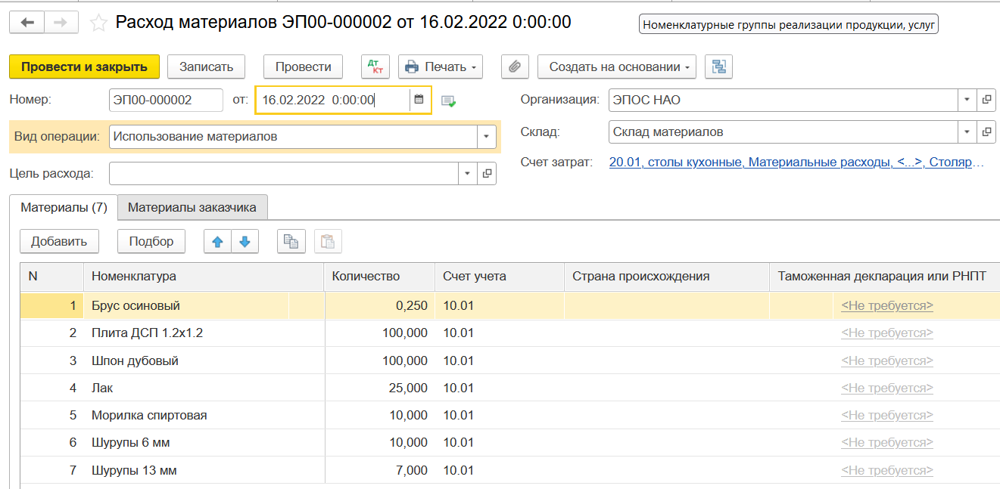 Расход материалов ЭП00-000002 от 16.02.2022 0:00:00
Номенклатурные группы реализации продукции, услуг
Провести и закрыть Записать Провести Дт Кт Печать Создать на основании
Номер: ЭП00-000002 от: 16.02.2022 0:00:00 Организация: ЭПОС НАО
Вид операции: Использование материалов Склад: Склад материалов
Цель расхода: Счет затрат: 20.01, столы кухонные, Материальные расходы, <...>, Столяр…
Материалы (7) Материалы заказчика
Добавить Подбор
N Номенклатура Количество Счет учета Страна происхождения Таможенная декларация или РНПТ
1 Брус осиновый 0,250 10.01 <Не требуется>
2 Плита ДСП 1.2х1.2 100,000 10.01 <Не требуется>
3 Шпон дубовый 100,000 10.01 <Не требуется>
4 Лак 25,000 10.01 <Не требуется>
5 Морилка спиртовая 10,000 10.01 <Не требуется>
6 Шурупы 6 мм 10,000 10.01 <Не требуется>
7 Шурупы 13 мм 7,000 10.01 <Не требуется>